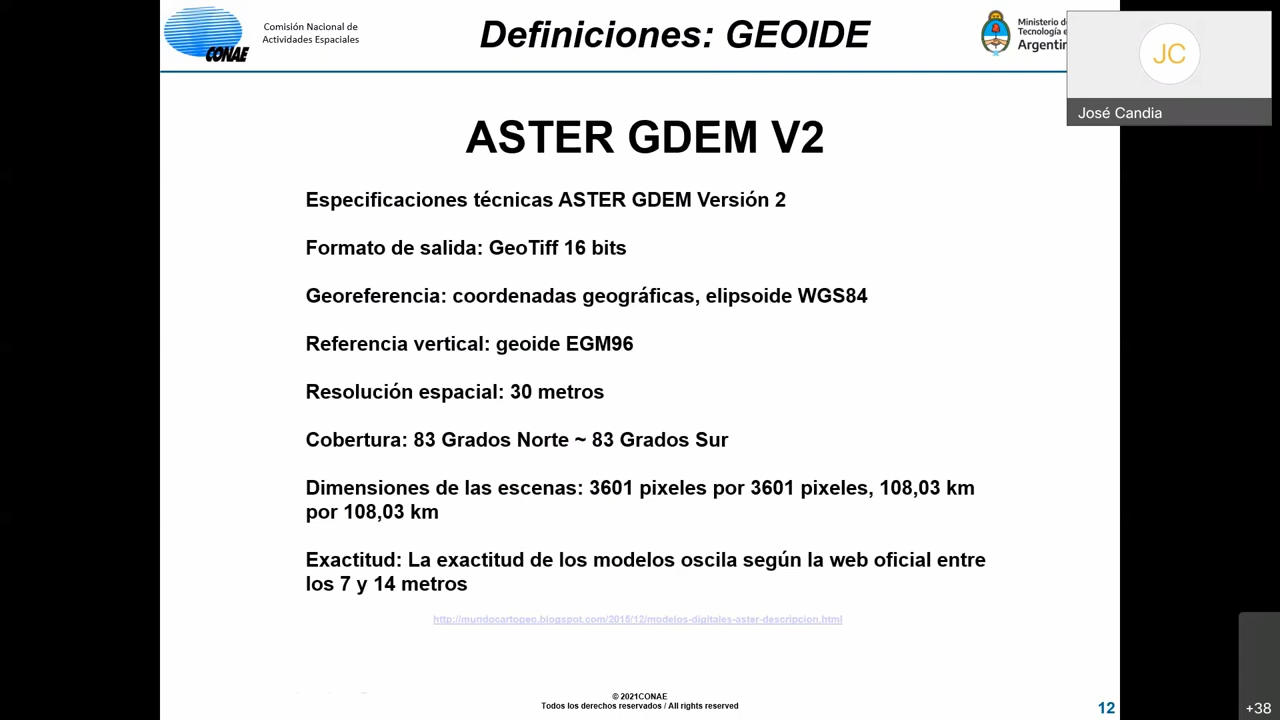 Comisión Nacional de
Actividades Espaciales
CONAE
Definiciones: GEOIDE
Ministerio de
Tecnología e
Argentin
JC
José Candia
ASTER GDEM V2
Especificaciones técnicas ASTER GDEM Versión 2
Formato de salida: GeoTiff 16 bits
Georeferencia: coordenadas geográficas, elipsoide WGS84
Referencia vertical: geoide EGM96
Resolución espacial: 30 metros
Cobertura: 83 Grados Norte ~ 83 Grados Sur
Dimensiones de las escenas: 3601 pixeles por 3601 pixeles, 108,03 km
por 108,03 km
Exactitud: La exactitud de los modelos oscila según la web oficial entre
los 7 y 14 metros
http://mundocartogeo.blogspot.com/2015/12/modelos-digitales-aster-descripcion.html
© 2021CONAE
Todos los derechos reservados / All rights reserved
12
+38